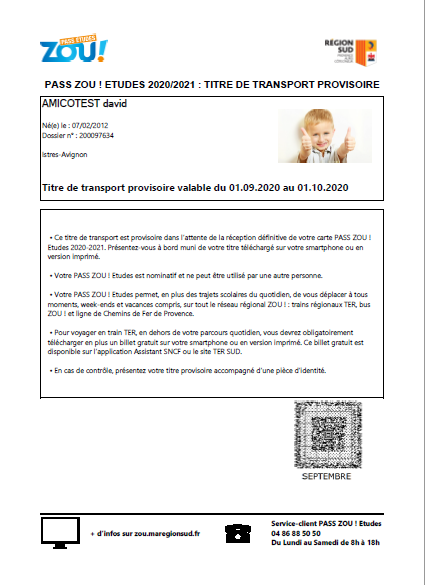 PASS ETUDES
ZOU!
RÉGION
SUD
PASS ZOU ! ETUDES 2020/2021 : TITRE DE TRANSPORT PROVISOIRE
AMICOTEST david
Né(e) le : 07/02/2012
Dossier n° : 200097634
Istres-Avignon
Titre de transport provisoire valable du 01.09.2020 au 01.10.2020
• Ce titre de transport est provisoire dans l'attente de la réception définitive de votre carte PASS ZOU !
Etudes 2020-2021. Présentez-vous à bord muni de votre titre téléchargé sur votre smartphone ou en
version imprimé.
• Votre PASS ZOU ! Etudes est nominatif et ne peut être utilisé par une autre personne.
• Votre PASS ZOU ! Etudes permet, en plus des trajets scolaires du quotidien, de vous déplacer à tous
moments, week-ends et vacances compris, sur tout le réseau régional ZOU ! : trains régionaux TER, bus
ZOU ! et ligne de Chemins de Fer de Provence.
• Pour voyager en train TER, en dehors de votre parcours quotidien, vous devrez obligatoirement
télécharger en plus un billet gratuit sur votre smartphone ou en version imprimé. Ce billet gratuit est
disponible sur l'application Assistant SNCF ou le site TER SUD.
• En cas de contrôle, présentez votre titre provisoire accompagné d'une pièce d'identité.
SEPTEMBRE
+ d'infos sur zou.maregionsud.fr
Service-client PASS ZOU ! Etudes
04 86 88 50 50
Du Lundi au Samedi de 8h à 18h